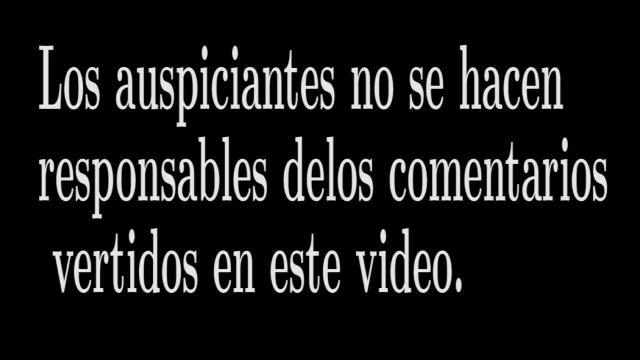 Los auspiciantes no se hacen
responsables delos comentarios
vertidos en este video.